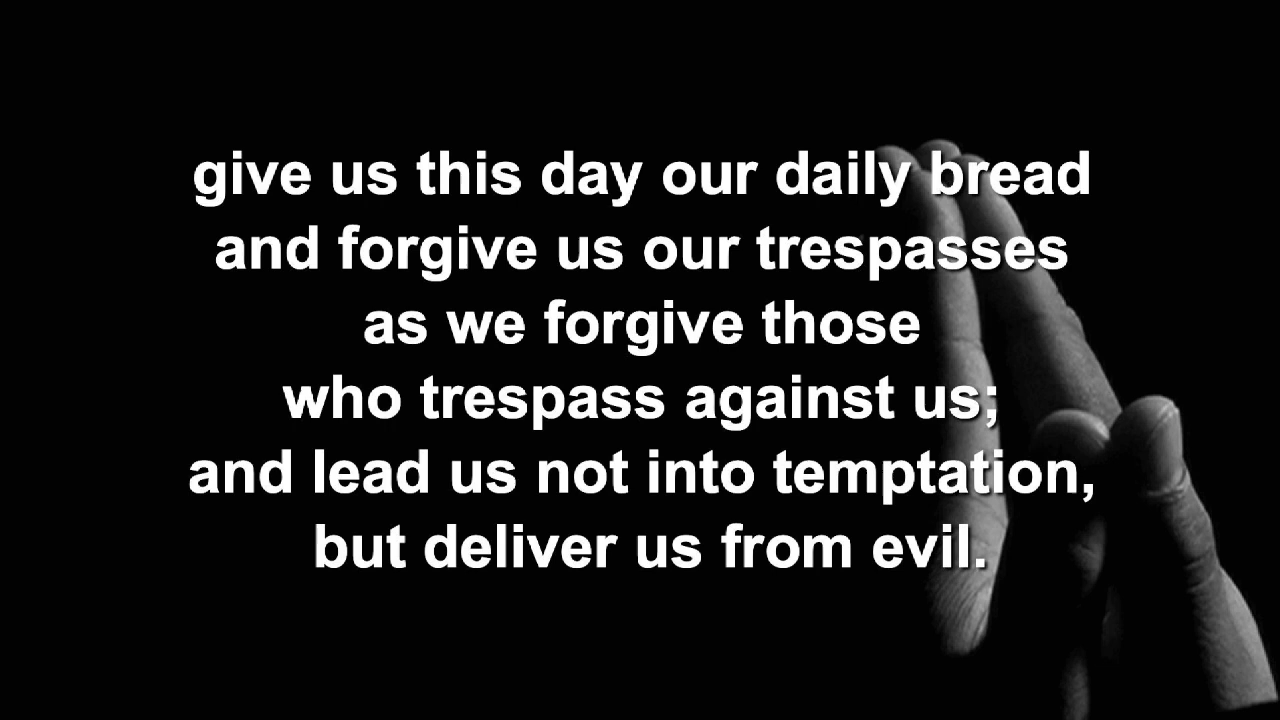 give us this day our daily bread
and forgive us our trespasses
as we forgive those
who trespass against us;
and lead us not into temptation,
but deliver us from evil.